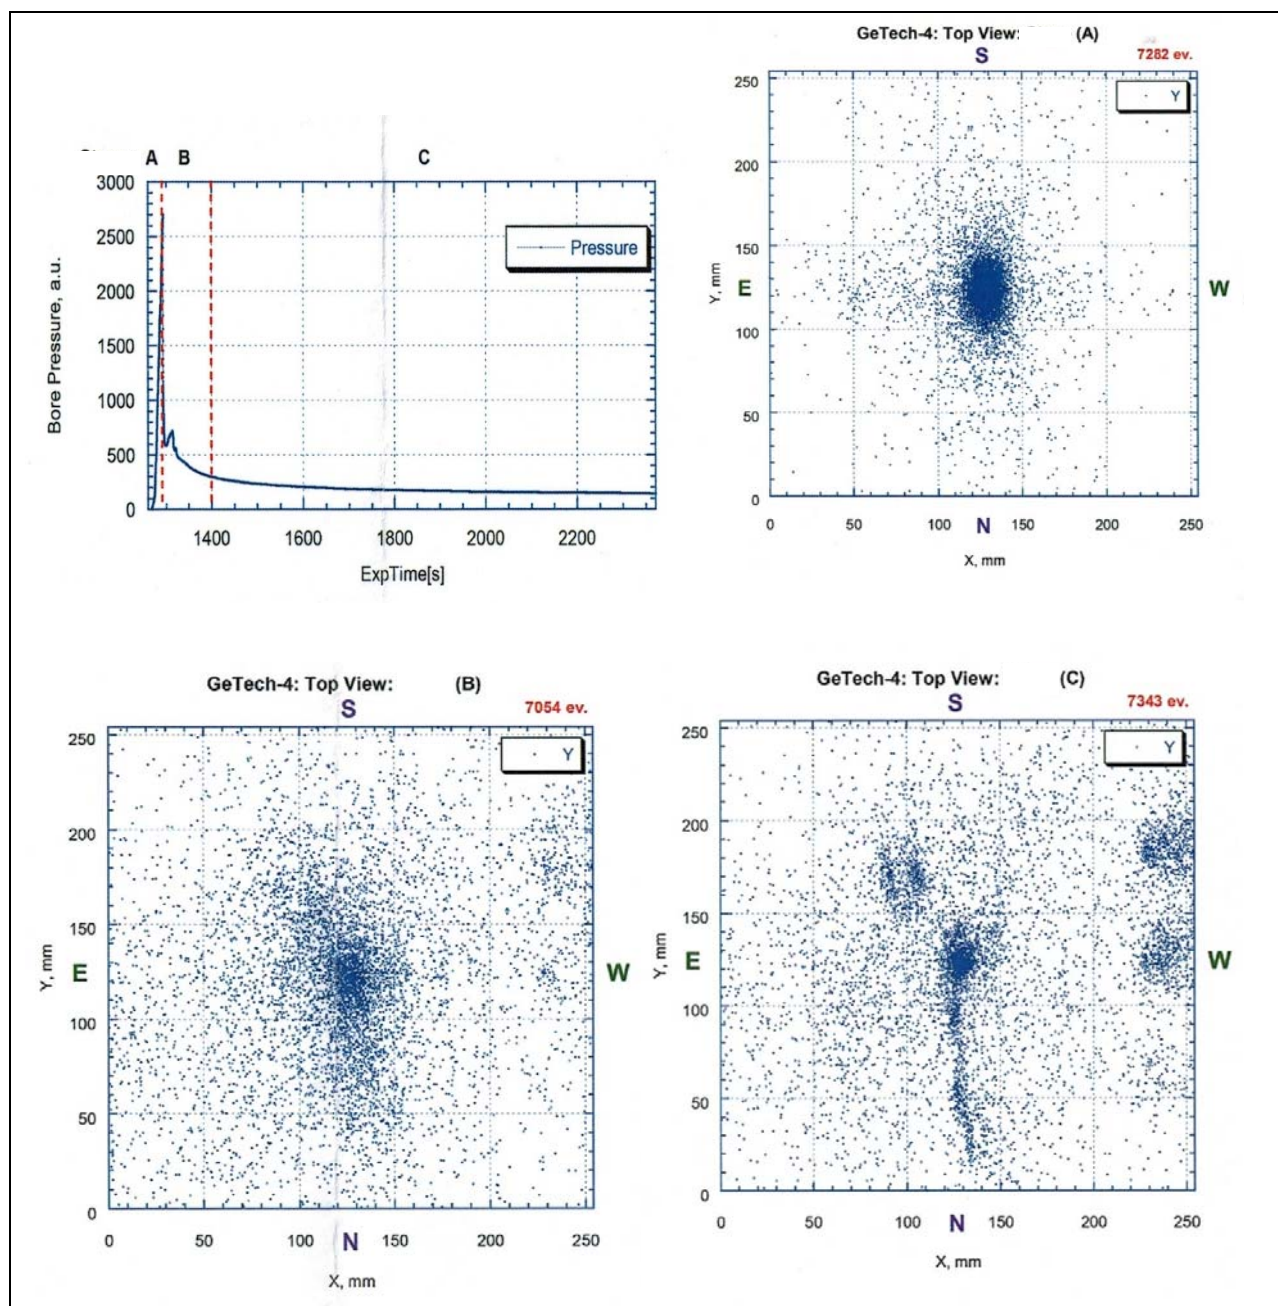 GeTech-4: Top View: (A)
S
7282 ev.
Y
250
200
150
100
50
0
Y, mm
E
W
0 50 100 150 200 250
N
X, mm
A B C
3000
2500
2000
1500
1000
500
0
Bore Pressure, a.u.
Pressure
1400 1600 1800 2000 2200
ExpTime[s]
GeTech-4: Top View: (B)
S
7054 ev.
Y
250
200
150
100
50
0
Y, mm
E
W
0 50 100 150 200 250
N
X, mm
GeTech-4: Top View: (C)
S
7343 ev.
Y
250
200
150
100
50
0
Y, mm
E
W
0 50 100 150 200 250
N
X, mm